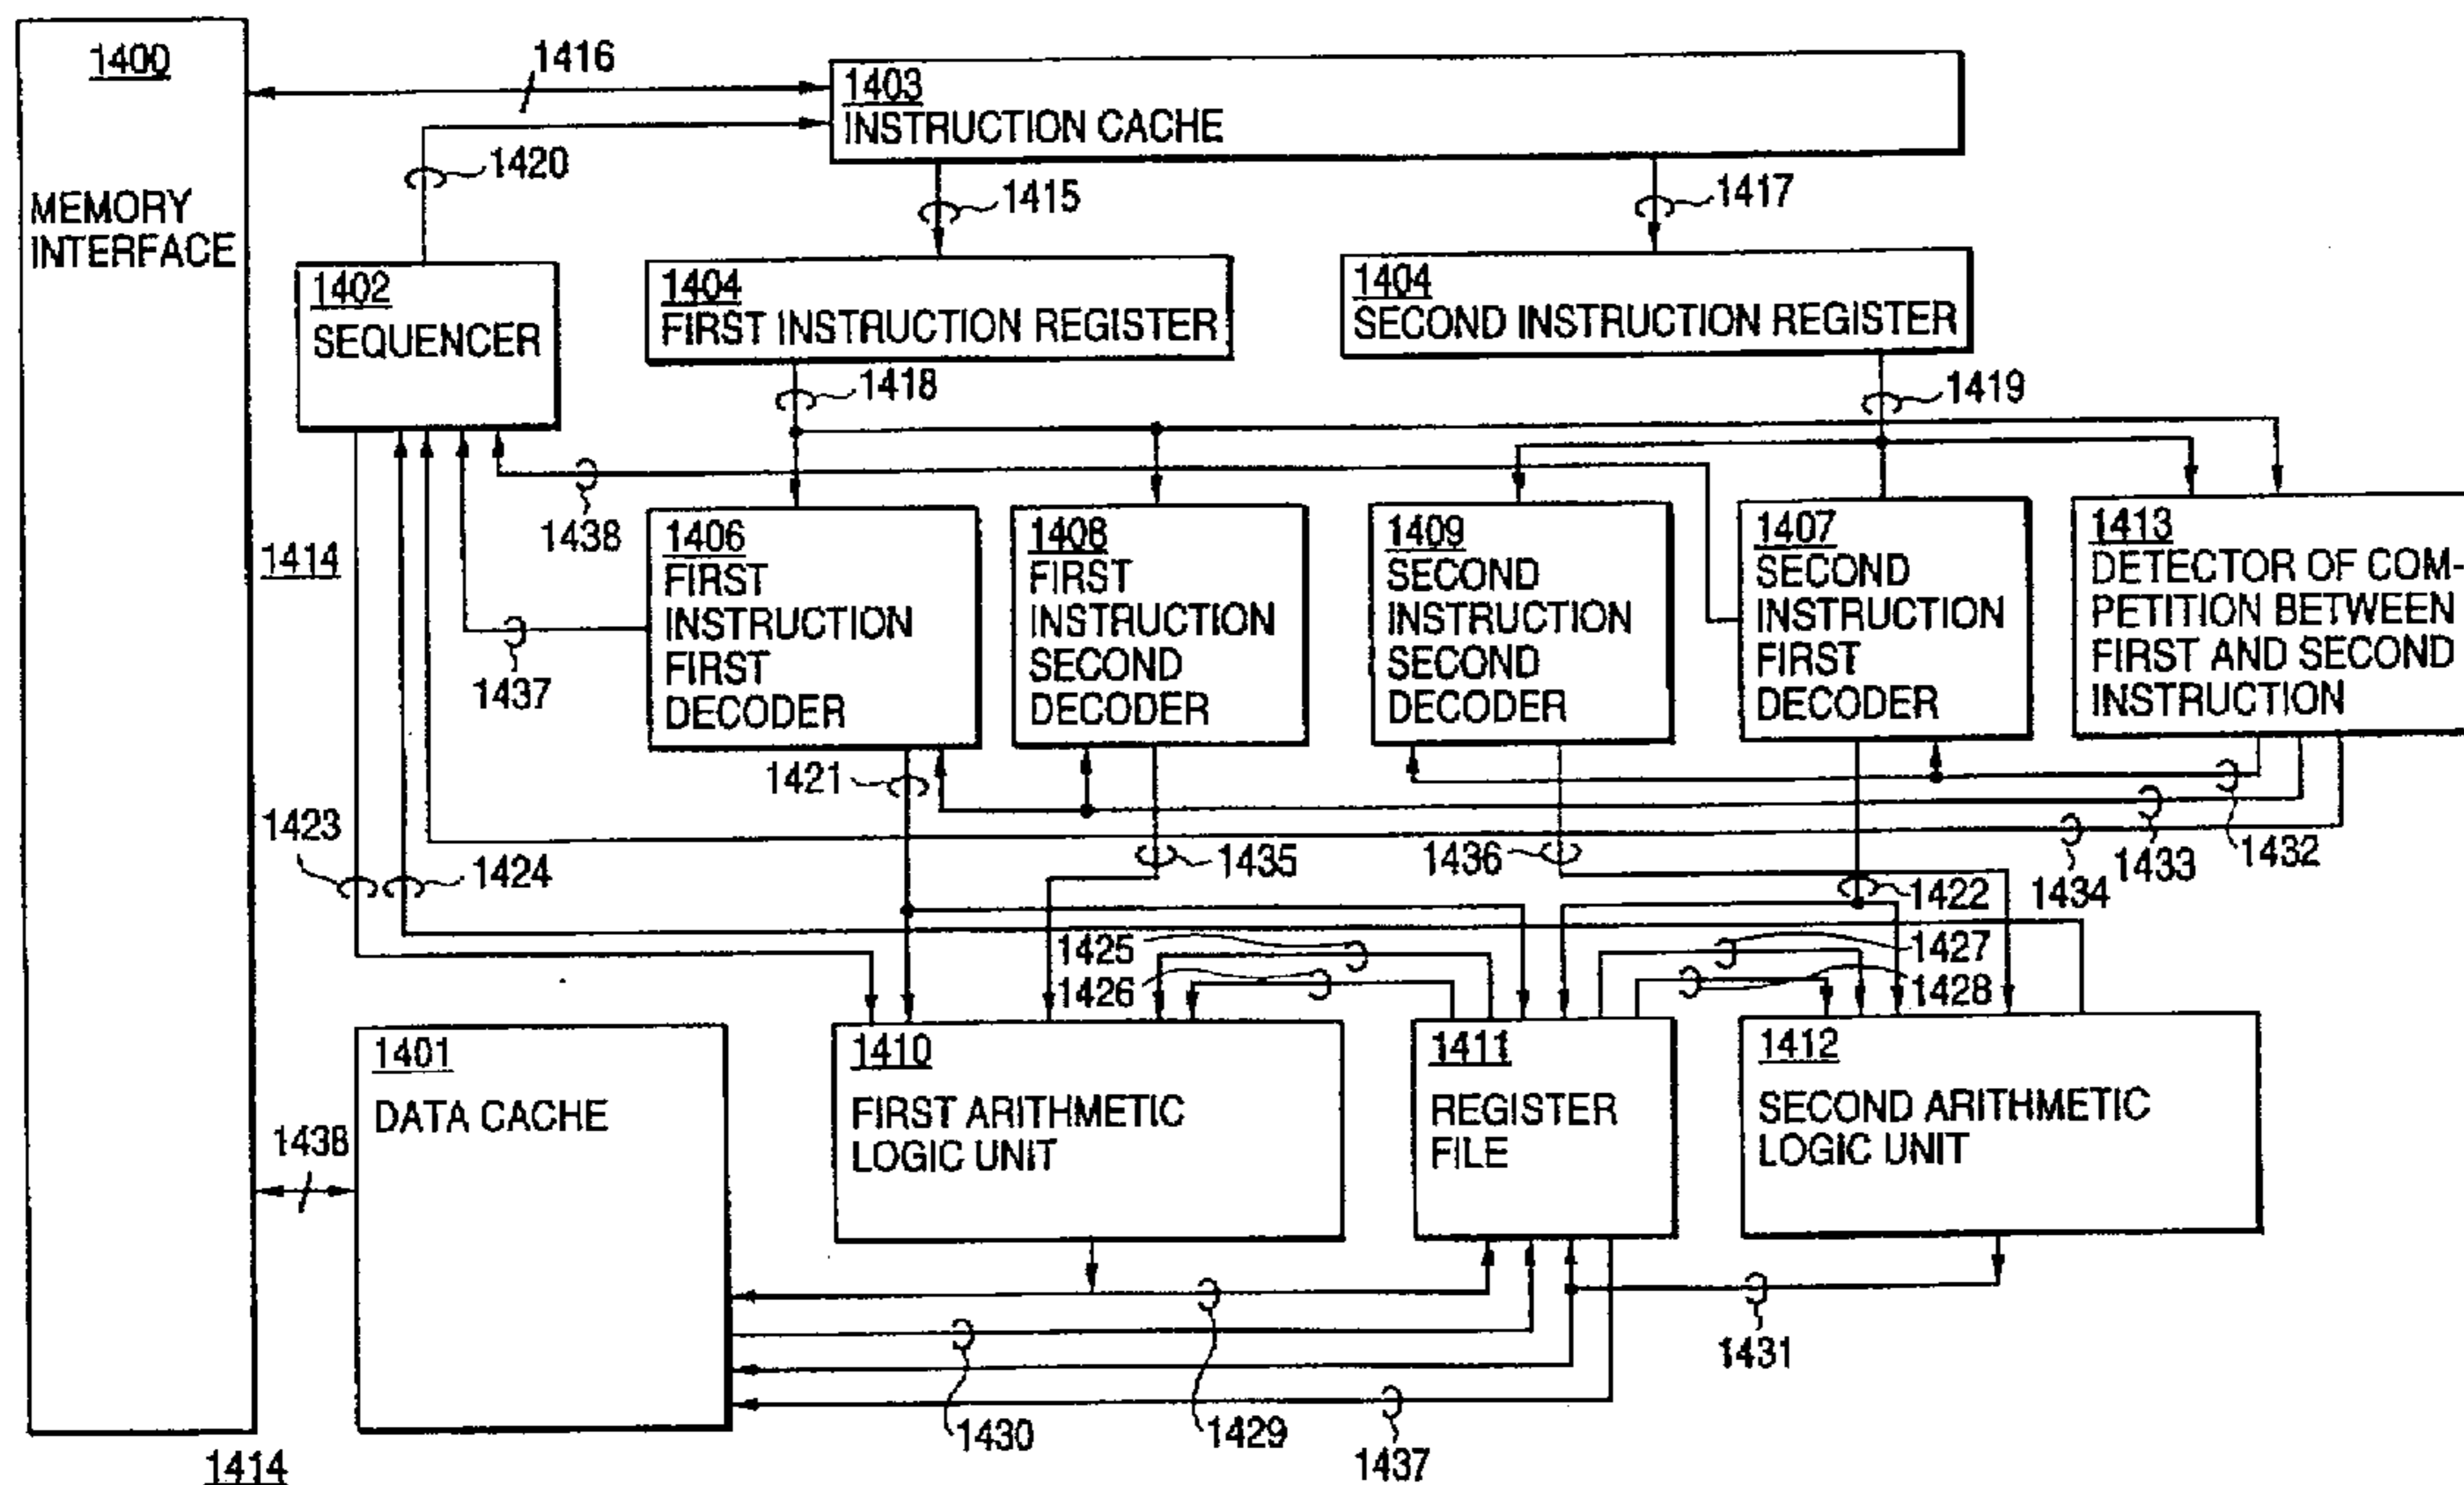 1400
MEMORY
INTERFACE
1416
1403
INSTRUCTION CACHE
1420
1415
1417
1402
SEQUENCER
1404
FIRST INSTRUCTION REGISTER
1404
SECOND INSTRUCTION REGISTER
1418
1419
1438
1414
1406
FIRST
INSTRUCTION
FIRST
DECODER
1408
FIRST
INSTRUCTION
SECOND
DECODER
1409
SECOND
INSTRUCTION
SECOND
DECODER
1407
SECOND
INSTRUCTION
FIRST
DECODER
1413
DETECTOR OF COM-
PETITION BETWEEN
FIRST AND SECOND
INSTRUCTION
1437
1421
1423
1424
1435
1436
1422
1434
1433
1432
1425
1426
1427
1428
1401
DATA CACHE
1410
FIRST ARITHMETIC
LOGIC UNIT
1411
REGISTER
FILE
1412
SECOND ARITHMETIC
LOGIC UNIT
1438
1431
1430
1429
1437
1414